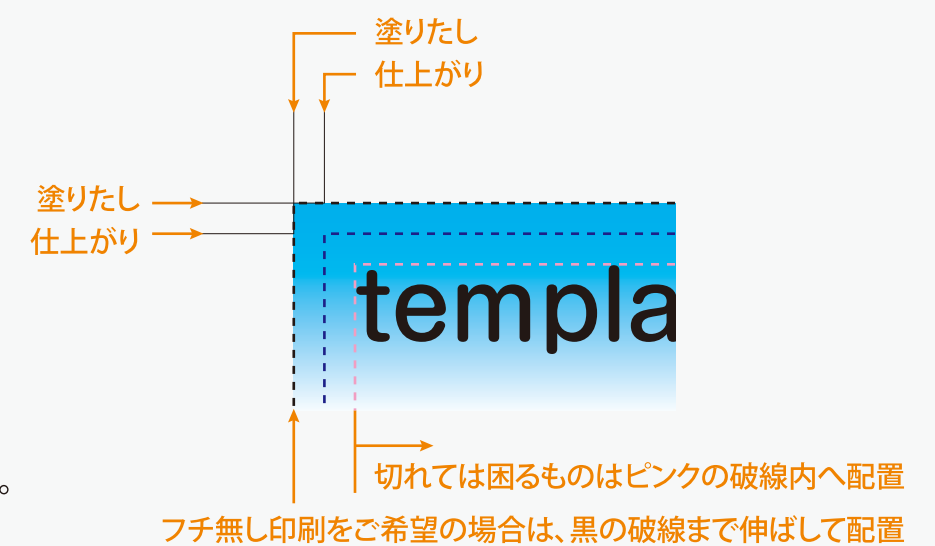 塗りたし
仕上がり
塗りたし
仕上がり
templa
切れては困るものはピンクの破線内へ配置
。
フチ無し印刷をご希望の場合は、黒の破線まで伸ばして配置